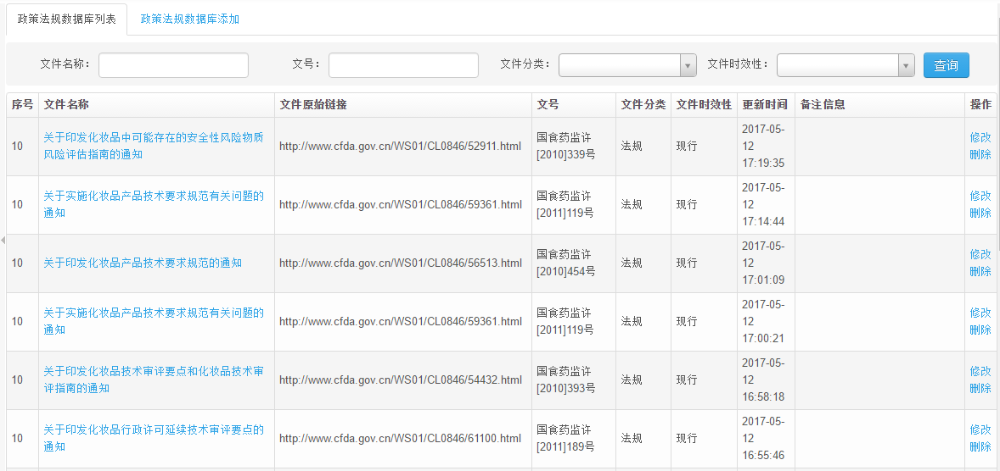 政策法规数据库列表 政策法规数据库添加
文件名称： 文号： 文件分类： 文件时效性： 查询
序号 文件名称 文件原始链接 文号 文件分类 文件时效性 更新时间 备注信息 操作
10 关于印发化妆品中可能存在的安全性风险物质
风险评估指南的通知 http://www.cfda.gov.cn/WS01/CL0846/52911.html 国食药监许
[2010]339号 法规 现行 2017-05-
12
17:19:35 修改
删除
10 关于实施化妆品产品技术要求规范有关问题的
通知 http://www.cfda.gov.cn/WS01/CL0846/59361.html 国食药监许
[2011]119号 法规 现行 2017-05-
12
17:14:44 修改
删除
10 关于印发化妆品产品技术要求规范的通知 http://www.cfda.gov.cn/WS01/CL0846/56513.html 国食药监许
[2010]454号 法规 现行 2017-05-
12
17:01:09 修改
删除
10 关于实施化妆品产品技术要求规范有关问题的
通知 http://www.cfda.gov.cn/WS01/CL0846/59361.html 国食药监许
[2011]119号 法规 现行 2017-05-
12
17:00:21 修改
删除
10 关于印发化妆品技术审评要点和化妆品技术审
评指南的通知 http://www.cfda.gov.cn/WS01/CL0846/54432.html 国食药监许
[2010]393号 法规 现行 2017-05-
12
16:58:18 修改
删除
10 关于印发化妆品行政许可延续技术审评要点的
通知 http://www.cfda.gov.cn/WS01/CL0846/61100.html 国食药监许
[2011]189号 法规 现行 2017-05-
12
16:55:46 修改
删除